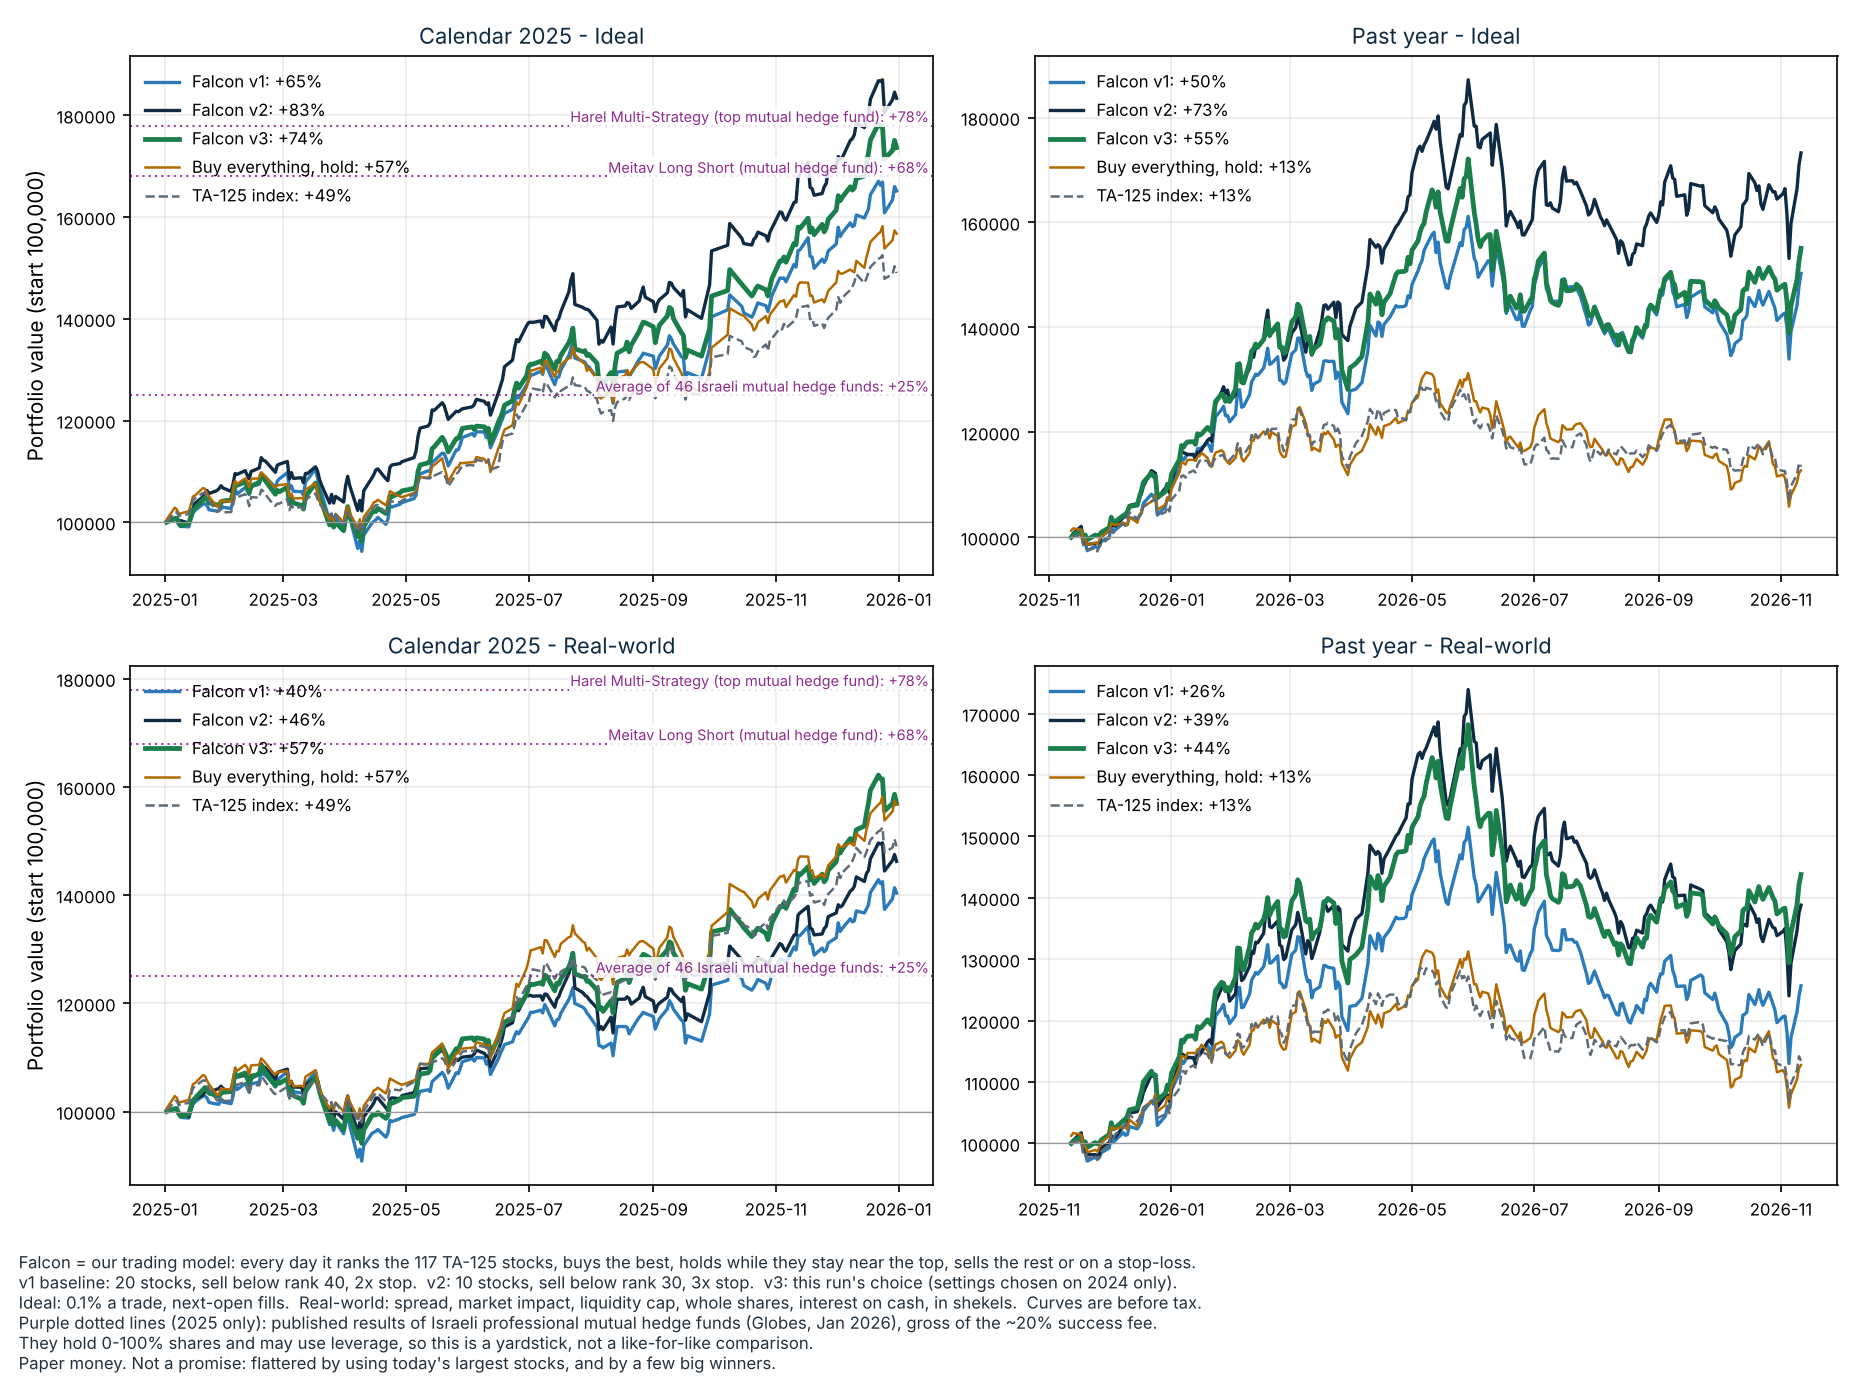 Calendar 2025 - Ideal
Portfolio value (start 100,000)
180000
160000
140000
120000
100000
Falcon v1: +65%
Falcon v2: +83%
Falcon v3: +74%
Buy everything, hold: +57%
TA-125 index: +49%
Harel Multi-Strategy (top mutual hedge fund): +78%
Meitav Long Short (mutual hedge fund): +68%
Average of 46 Israeli mutual hedge funds: +25%
2025-01 2025-03 2025-05 2025-07 2025-09 2025-11 2026-01
Past year - Ideal
180000
160000
140000
120000
100000
Falcon v1: +50%
Falcon v2: +73%
Falcon v3: +55%
Buy everything, hold: +13%
TA-125 index: +13%
2025-11 2026-01 2026-03 2026-05 2026-07 2026-09 2026-11
Calendar 2025 - Real-world
Portfolio value (start 100,000)
180000
160000
140000
120000
100000
Falcon v1: +40%
Falcon v2: +46%
Falcon v3: +57%
Buy everything, hold: +57%
TA-125 index: +49%
Harel Multi-Strategy (top mutual hedge fund): +78%
Meitav Long Short (mutual hedge fund): +68%
Average of 46 Israeli mutual hedge funds: +25%
2025-01 2025-03 2025-05 2025-07 2025-09 2025-11 2026-01
Past year - Real-world
170000
160000
150000
140000
130000
120000
110000
100000
Falcon v1: +26%
Falcon v2: +39%
Falcon v3: +44%
Buy everything, hold: +13%
TA-125 index: +13%
2025-11 2026-01 2026-03 2026-05 2026-07 2026-09 2026-11
Falcon = our trading model: every day it ranks the 117 TA-125 stocks, buys the best, holds while they stay near the top, sells the rest or on a stop-loss.
v1 baseline: 20 stocks, sell below rank 40, 2x stop.  v2: 10 stocks, sell below rank 30, 3x stop.  v3: this run's choice (settings chosen on 2024 only).
Ideal: 0.1% a trade, next-open fills.  Real-world: spread, market impact, liquidity cap, whole shares, interest on cash, in shekels.  Curves are before tax.
Purple dotted lines (2025 only): published results of Israeli professional mutual hedge funds (Globes, Jan 2026), gross of the ~20% success fee.
They hold 0-100% shares and may use leverage, so this is a yardstick, not a like-for-like comparison.
Paper money. Not a promise: flattered by using today's largest stocks, and by a few big winners.